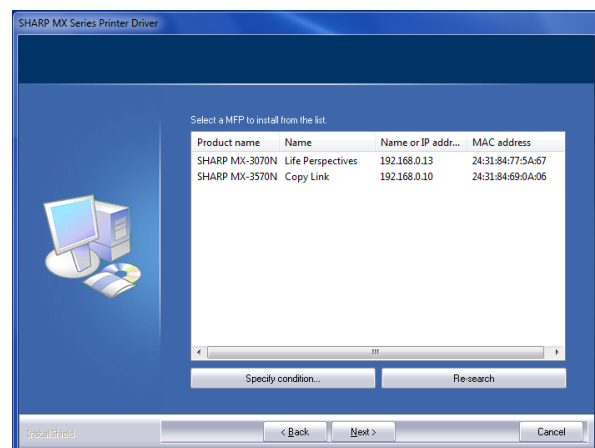 SHARP MX Series Printer Driver
Select a MFP to install from the list.
Product name Name Name or IP addr... MAC address
SHARP MX-3070N Life Perspectives 192.168.0.13 24:31:84:77:5A:67
SHARP MX-3570N Copy Link 192.168.0.10 24:31:84:69:0A:06
Specify condition... Re-search
InstallShield < Back Next > Cancel